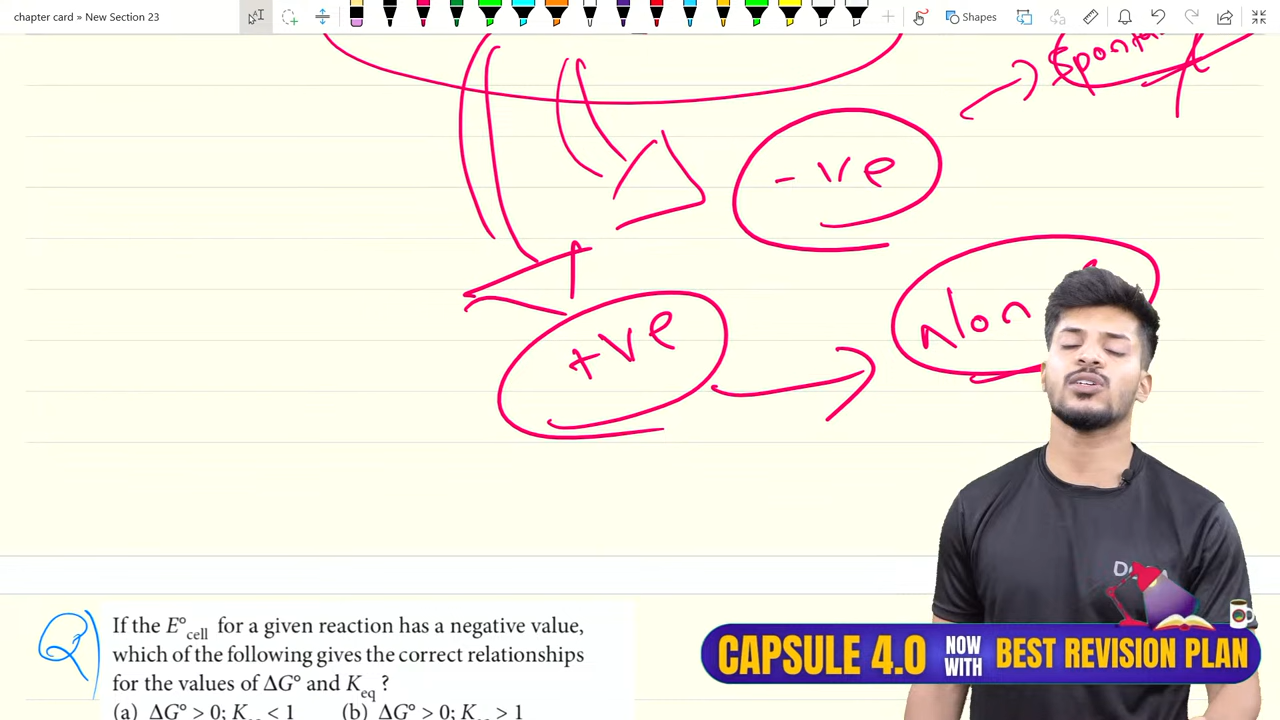 chapter card » New Section 23
Shapes
-ve
+ve
Non
Q
If the E°cell for a given reaction has a negative value,
which of the following gives the correct relationships
for the values of ΔG° and Keq ?
(a) ΔG° > 0; K < 1 (b) ΔG° > 0; K > 1
CAPSULE 4.0 NOW WITH BEST REVISION PLAN